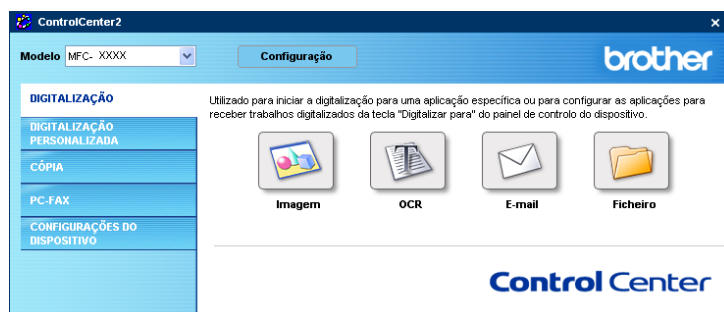 ControlCenter2
Modelo MFC- XXXX
Configuração
brother
DIGITALIZAÇÃO
DIGITALIZAÇÃO
PERSONALIZADA
CÓPIA
PC-FAX
CONFIGURAÇÕES DO
DISPOSITIVO
Utilizado para iniciar a digitalização para uma aplicação específica ou para configurar as aplicações para
receber trabalhos digitalizados da tecla "Digitalizar para" do painel de controlo do dispositivo.
Imagem
OCR
E-mail
Ficheiro
Control Center